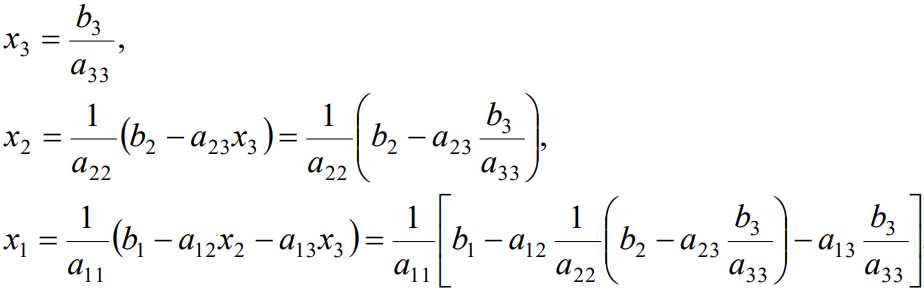 x₃ = b₃/a₃₃,
x₂ = 1/a₂₂ (b₂ − a₂₃x₃) = 1/a₂₂ (b₂ − a₂₃ b₃/a₃₃),
x₁ = 1/a₁₁ (b₁ − a₁₂x₂ − a₁₃x₃) = 1/a₁₁ [b₁ − a₁₂ 1/a₂₂ (b₂ − a₂₃ b₃/a₃₃) − a₁₃ b₃/a₃₃]